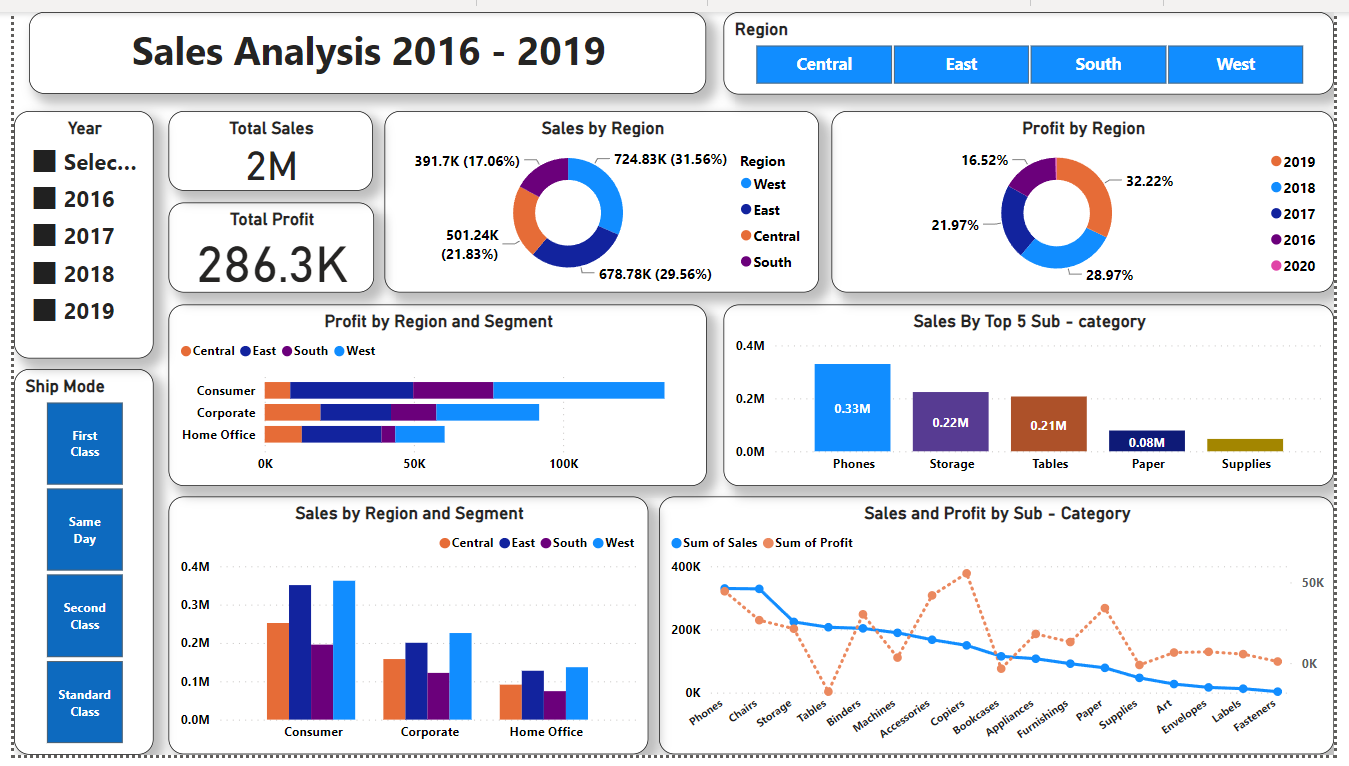 Sales Analysis 2016 - 2019
Region
Central East South West
Year
Selec...
2016
2017
2018
2019
Total Sales
2M
Total Profit
286.3K
Sales by Region
391.7K (17.06%)
724.83K (31.56%)
501.24K
(21.83%)
678.78K (29.56%)
Region
West
East
Central
South
Profit by Region
16.52%
32.22%
21.97%
28.97%
2019
2018
2017
2016
2020
Ship Mode
First
Class
Same
Day
Second
Class
Standard
Class
Profit by Region and Segment
Central East South West
Consumer
Corporate
Home Office
0K 50K 100K
Sales By Top 5 Sub - category
0.4M
0.2M
0.0M
0.33M
0.22M
0.21M
0.08M
Phones Storage Tables Paper Supplies
Sales by Region and Segment
Central East South West
0.4M
0.3M
0.2M
0.1M
0.0M
Consumer Corporate Home Office
Sales and Profit by Sub - Category
Sum of Sales Sum of Profit
400K
200K
0K
50K
0K
Phones Chairs Storage Tables Binders Machines Accessories Copiers Bookcases Appliances Furnishings Paper Supplies Art Envelopes Labels Fasteners